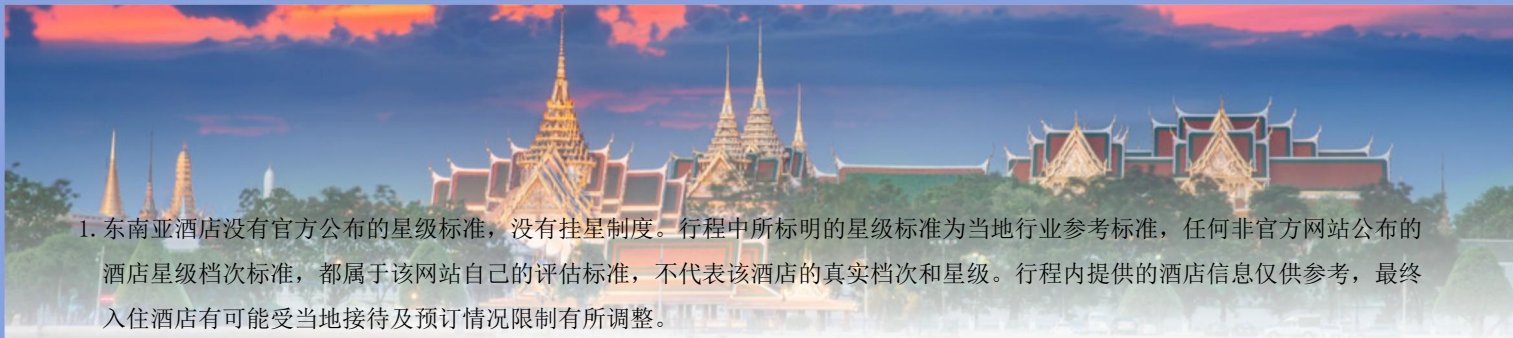 1. 东南亚酒店没有官方公布的星级标准，没有挂星制度。行程中所标明的星级标准为当地行业参考标准，任何非官方网站公布的
酒店星级档次标准，都属于该网站自己的评估标准，不代表该酒店的真实档次和星级。行程内提供的酒店信息仅供参考，最终
入住酒店有可能受当地接待及预订情况限制有所调整。